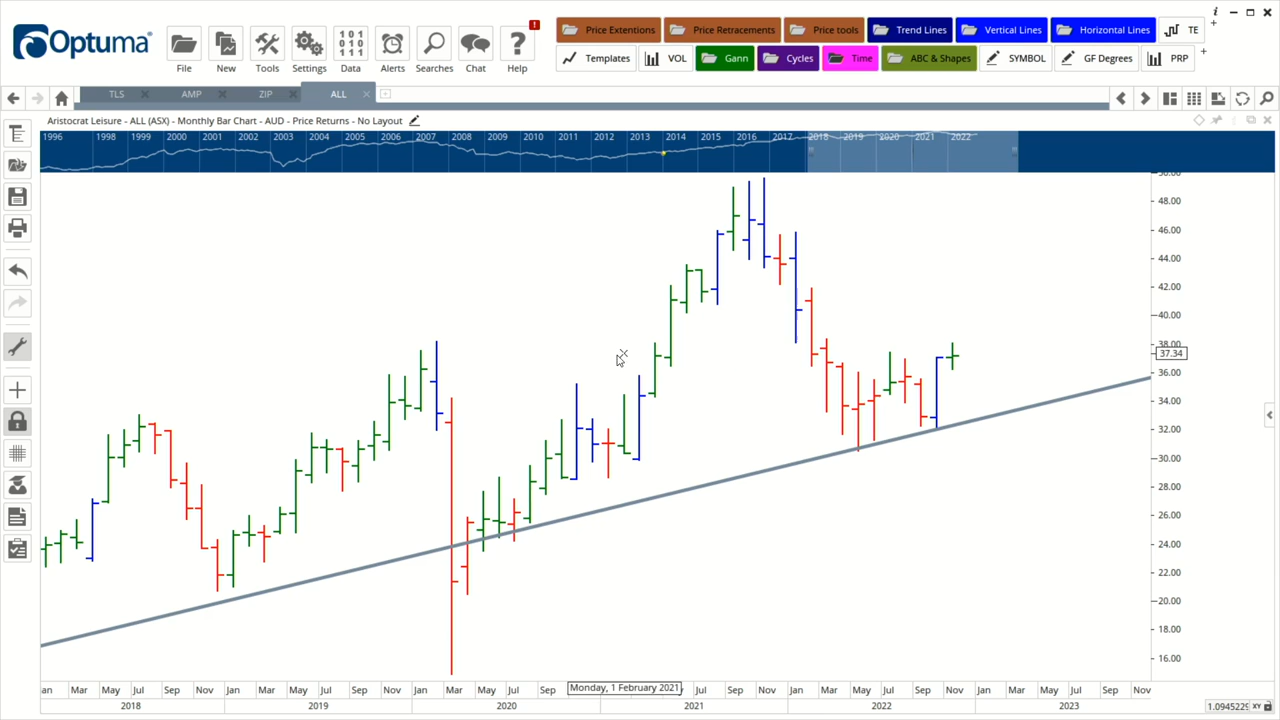 Optuma®
File
New
Tools
Settings
101
010
101
Data
Alerts
Searches
Chat
?
!
Help
Price Extentions
Price Retracements
Price tools
Trend Lines
Vertical Lines
Horizontal Lines
TE
Templates
VOL
Gann
Cycles
Time
ABC & Shapes
SYMBOL
GF Degrees
PRP
TLS
AMP
ZIP
ALL
Aristocrat Leisure - ALL (ASX) - Monthly Bar Chart - AUD - Price Returns - No Layout
1996 1998 1999 2000 2001 2002 2003 2004 2005 2006 2007 2008 2009 2010 2011 2012 2013 2014 2015 2016 2017 2018 2019 2020 2021 2022
50.00
48.00
46.00
44.00
42.00
40.00
38.00
37.34
36.00
34.00
32.00
30.00
28.00
26.00
24.00
22.00
20.00
18.00
16.00
an Mar May Jul Sep Nov Jan Mar May Jul Sep Nov Jan Mar May Jul Sep Monday, 1 February 2021 Jul Sep Nov Jan Mar May Jul Sep Nov Jan Mar May Jul Sep Nov
2018 2019 2020 2021 2022 2023
1.0945229 XY